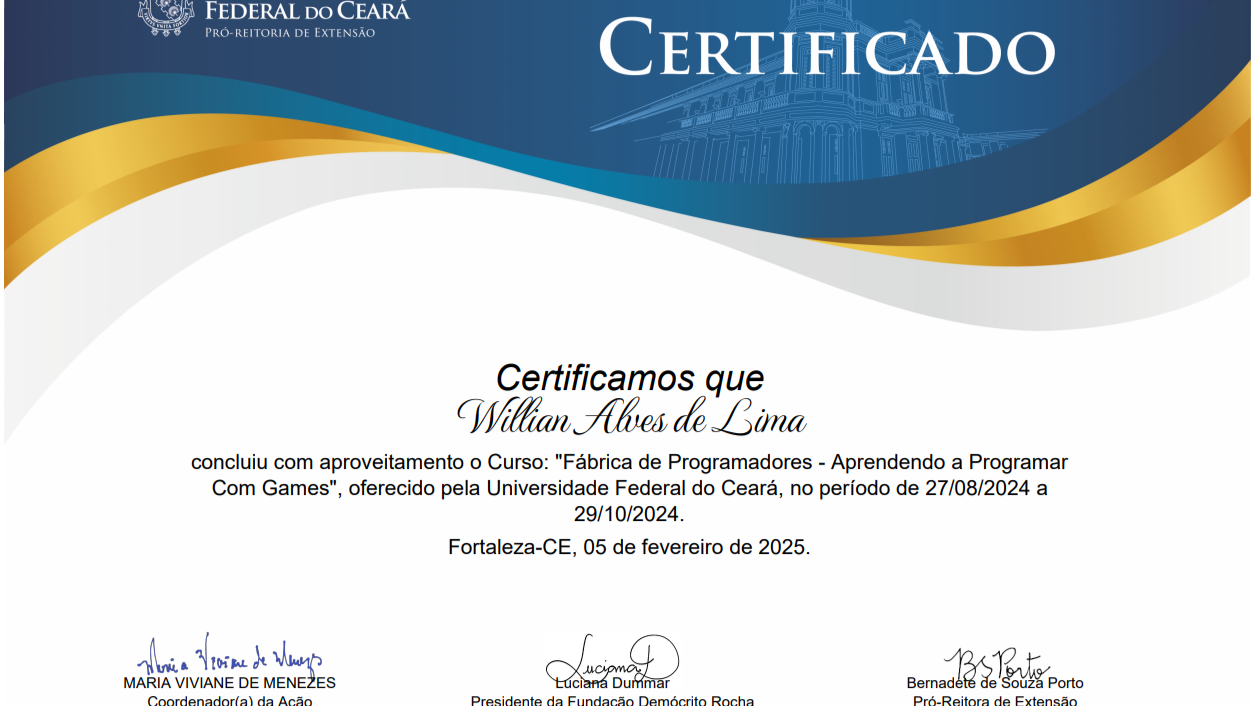 FEDERAL DO CEARÁ
PRÓ-REITORIA DE EXTENSÃO
CERTIFICADO
Certificamos que
Willian Alves de Lima
concluiu com aproveitamento o Curso: "Fábrica de Programadores - Aprendendo a Programar
Com Games", oferecido pela Universidade Federal do Ceará, no período de 27/08/2024 a
29/10/2024.
Fortaleza-CE, 05 de fevereiro de 2025.
Maria Viviane de Menezes
Luciana D
BSPorto
MARIA VIVIANE DE MENEZES
Luciana Dummar
Bernadete de Souza Porto
Coordenador(a) da Ação
Presidente da Fundação Demócrito Rocha
Pró-Reitora de Extensão